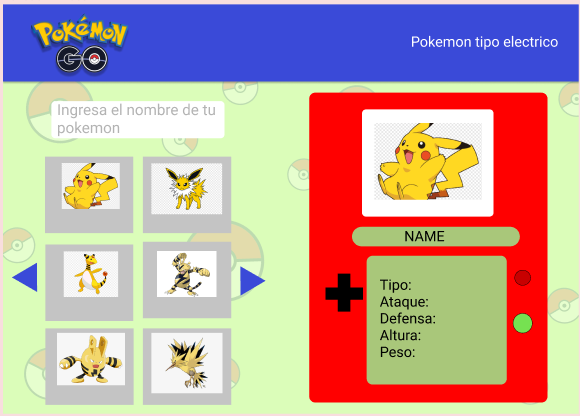 POKéMON
GO
Pokemon tipo electrico
Ingresa el nombre de tu
pokemon
NAME
Tipo:
Ataque:
Defensa:
Altura:
Peso: